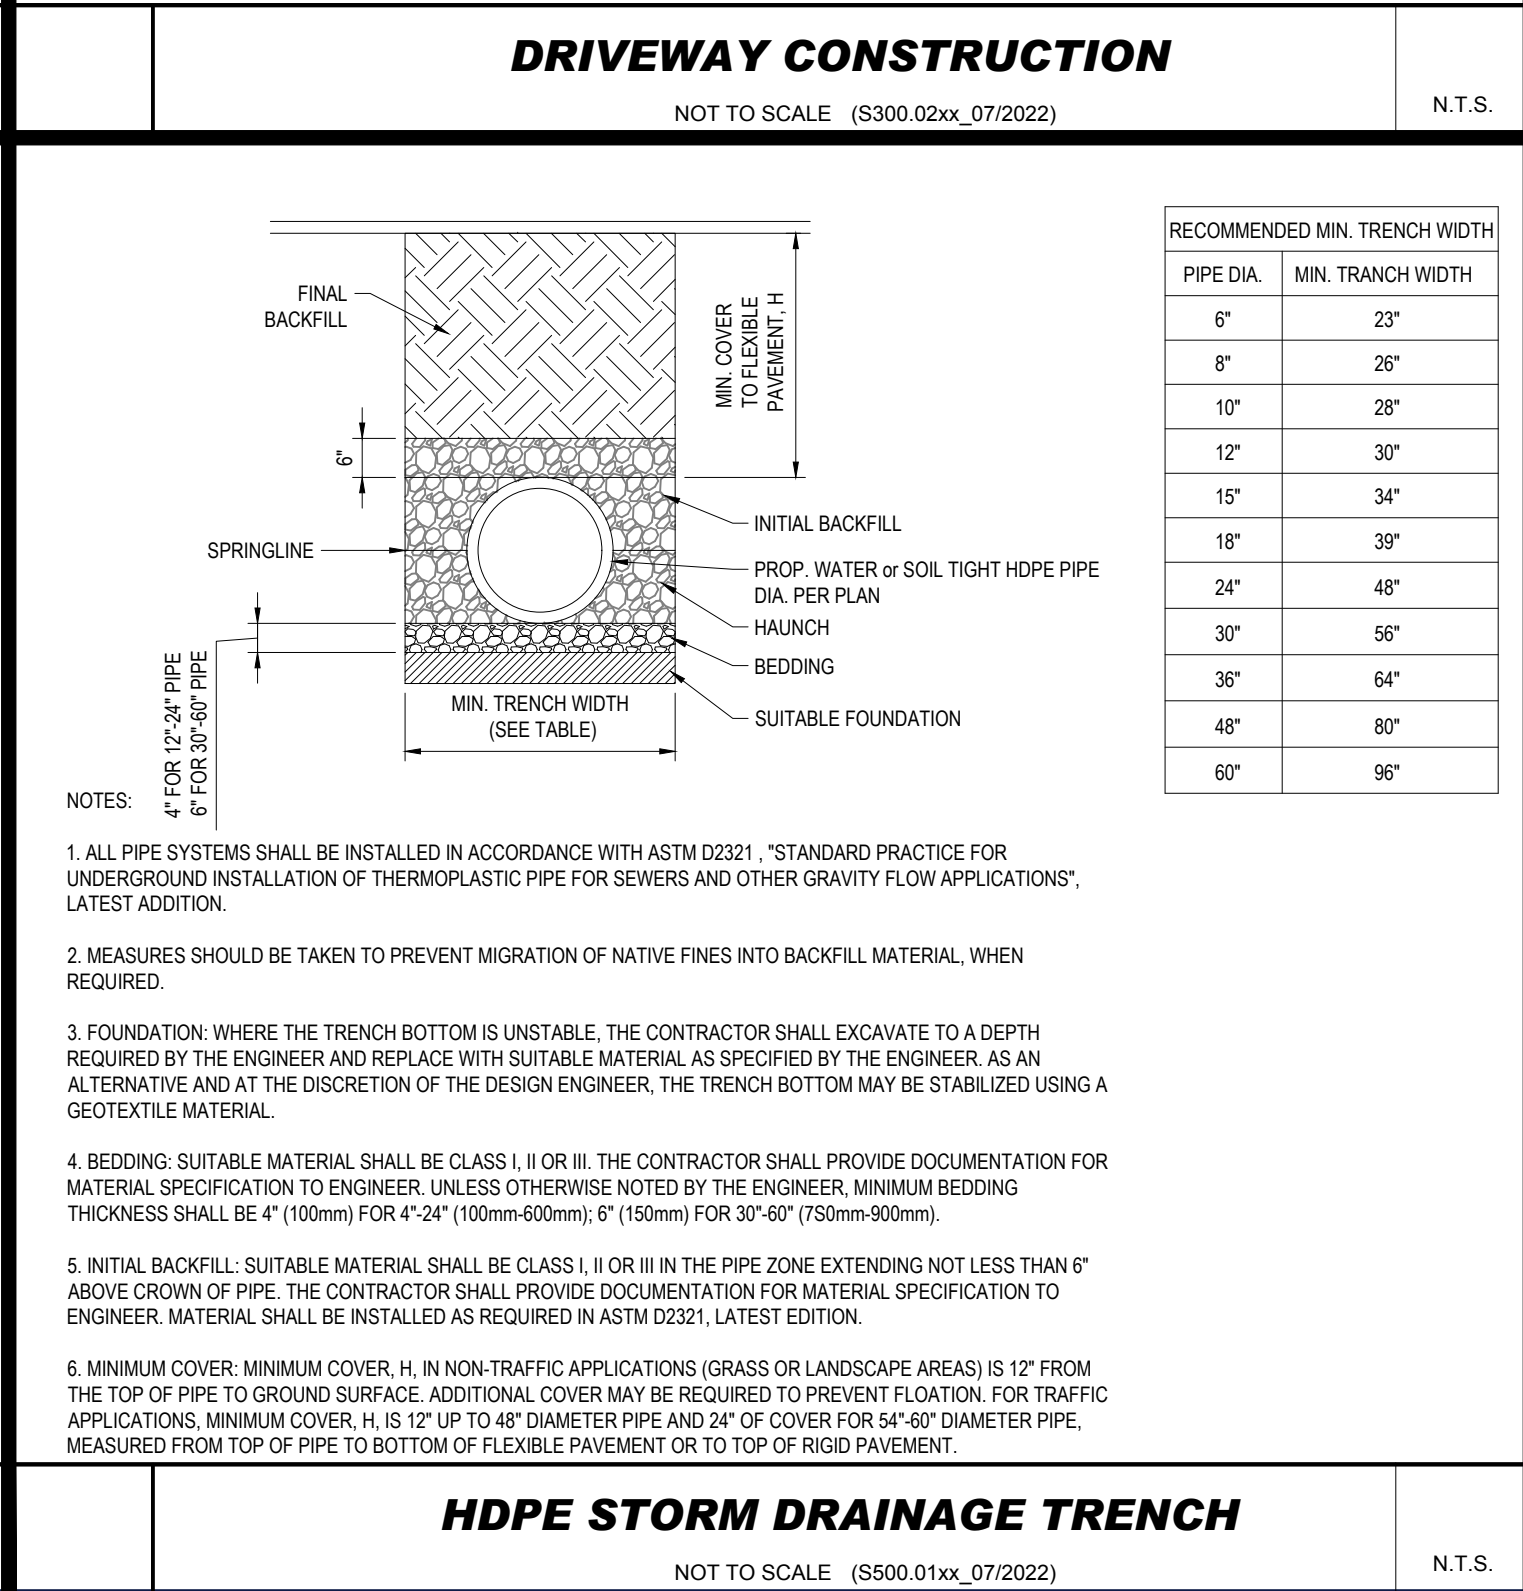 DRIVEWAY CONSTRUCTION
NOT TO SCALE (S300.02xx_07/2022)
N.T.S.
FINAL
BACKFILL
6"
MIN. COVER
TO FLEXIBLE
PAVEMENT, H
SPRINGLINE
INITIAL BACKFILL
PROP. WATER or SOIL TIGHT HDPE PIPE
DIA. PER PLAN
HAUNCH
BEDDING
SUITABLE FOUNDATION
4" FOR 12"-24" PIPE
6" FOR 30"-60" PIPE
MIN. TRENCH WIDTH
(SEE TABLE)
RECOMMENDED MIN. TRENCH WIDTH
PIPE DIA. MIN. TRANCH WIDTH
6" 23"
8" 26"
10" 28"
12" 30"
15" 34"
18" 39"
24" 48"
30" 56"
36" 64"
48" 80"
60" 96"
NOTES:
1. ALL PIPE SYSTEMS SHALL BE INSTALLED IN ACCORDANCE WITH ASTM D2321 , "STANDARD PRACTICE FOR
UNDERGROUND INSTALLATION OF THERMOPLASTIC PIPE FOR SEWERS AND OTHER GRAVITY FLOW APPLICATIONS",
LATEST ADDITION.
2. MEASURES SHOULD BE TAKEN TO PREVENT MIGRATION OF NATIVE FINES INTO BACKFILL MATERIAL, WHEN
REQUIRED.
3. FOUNDATION: WHERE THE TRENCH BOTTOM IS UNSTABLE, THE CONTRACTOR SHALL EXCAVATE TO A DEPTH
REQUIRED BY THE ENGINEER AND REPLACE WITH SUITABLE MATERIAL AS SPECIFIED BY THE ENGINEER. AS AN
ALTERNATIVE AND AT THE DISCRETION OF THE DESIGN ENGINEER, THE TRENCH BOTTOM MAY BE STABILIZED USING A
GEOTEXTILE MATERIAL.
4. BEDDING: SUITABLE MATERIAL SHALL BE CLASS I, II OR III. THE CONTRACTOR SHALL PROVIDE DOCUMENTATION FOR
MATERIAL SPECIFICATION TO ENGINEER. UNLESS OTHERWISE NOTED BY THE ENGINEER, MINIMUM BEDDING
THICKNESS SHALL BE 4" (100mm) FOR 4"-24" (100mm-600mm); 6" (150mm) FOR 30"-60" (7S0mm-900mm).
5. INITIAL BACKFILL: SUITABLE MATERIAL SHALL BE CLASS I, II OR III IN THE PIPE ZONE EXTENDING NOT LESS THAN 6"
ABOVE CROWN OF PIPE. THE CONTRACTOR SHALL PROVIDE DOCUMENTATION FOR MATERIAL SPECIFICATION TO
ENGINEER. MATERIAL SHALL BE INSTALLED AS REQUIRED IN ASTM D2321, LATEST EDITION.
6. MINIMUM COVER: MINIMUM COVER, H, IN NON-TRAFFIC APPLICATIONS (GRASS OR LANDSCAPE AREAS) IS 12" FROM
THE TOP OF PIPE TO GROUND SURFACE. ADDITIONAL COVER MAY BE REQUIRED TO PREVENT FLOATION. FOR TRAFFIC
APPLICATIONS, MINIMUM COVER, H, IS 12" UP TO 48" DIAMETER PIPE AND 24" OF COVER FOR 54"-60" DIAMETER PIPE,
MEASURED FROM TOP OF PIPE TO BOTTOM OF FLEXIBLE PAVEMENT OR TO TOP OF RIGID PAVEMENT.
HDPE STORM DRAINAGE TRENCH
NOT TO SCALE (S500.01xx_07/2022)
N.T.S.